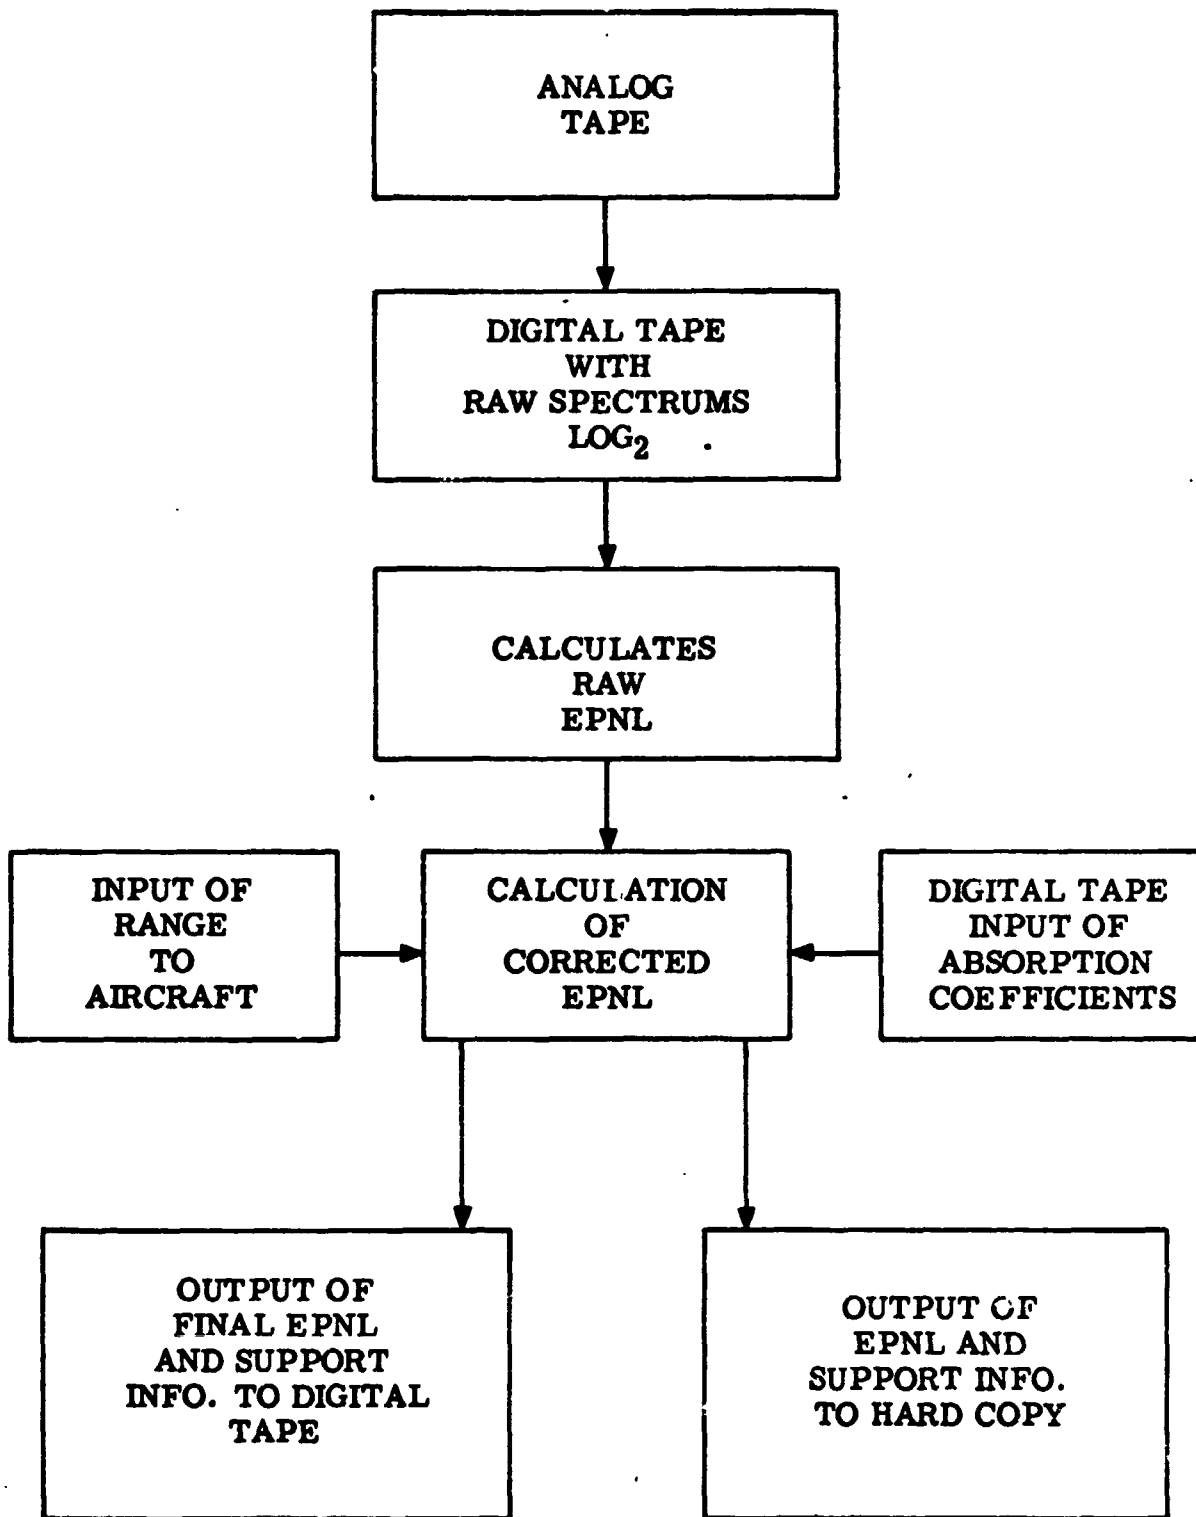 ANALOG
TAPE
DIGITAL TAPE
WITH
RAW SPECTRUMS
LOG₂
CALCULATES
RAW
EPNL
INPUT OF
RANGE
TO
AIRCRAFT
CALCULATION
OF
CORRECTED
EPNL
DIGITAL TAPE
INPUT OF
ABSORPTION
COEFFICIENTS
OUTPUT OF
FINAL EPNL
AND SUPPORT
INFO. TO DIGITAL
TAPE
OUTPUT OF
EPNL AND
SUPPORT INFO.
TO HARD COPY